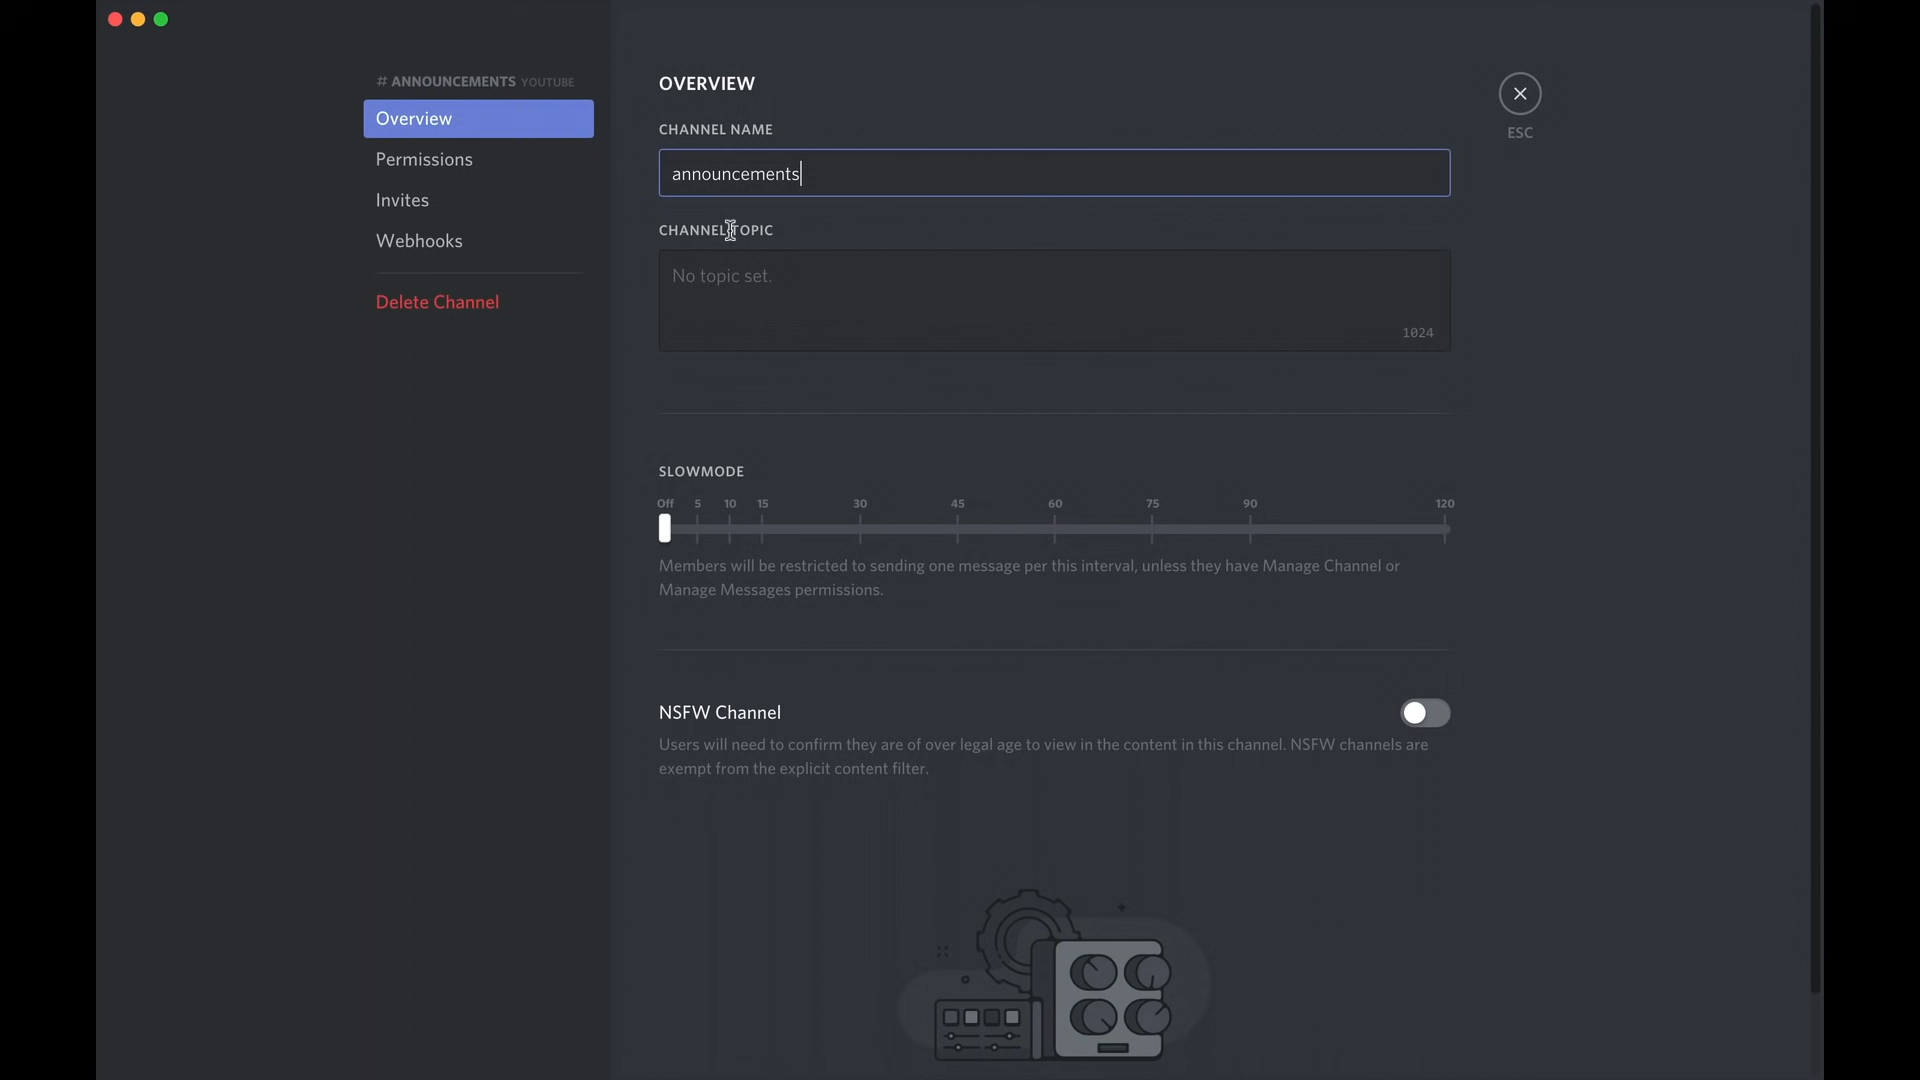 # ANNOUNCEMENTS YOUTUBE
Overview
Permissions
Invites
Webhooks
Delete Channel
OVERVIEW
CHANNEL NAME
announcements
CHANNEL TOPIC
No topic set.
1024
SLOWMODE
Off 5 10 15 30 45 60 75 90 120
Members will be restricted to sending one message per this interval, unless they have Manage Channel or
Manage Messages permissions.
NSFW Channel
Users will need to confirm they are of over legal age to view in the content in this channel. NSFW channels are
exempt from the explicit content filter.
ESC